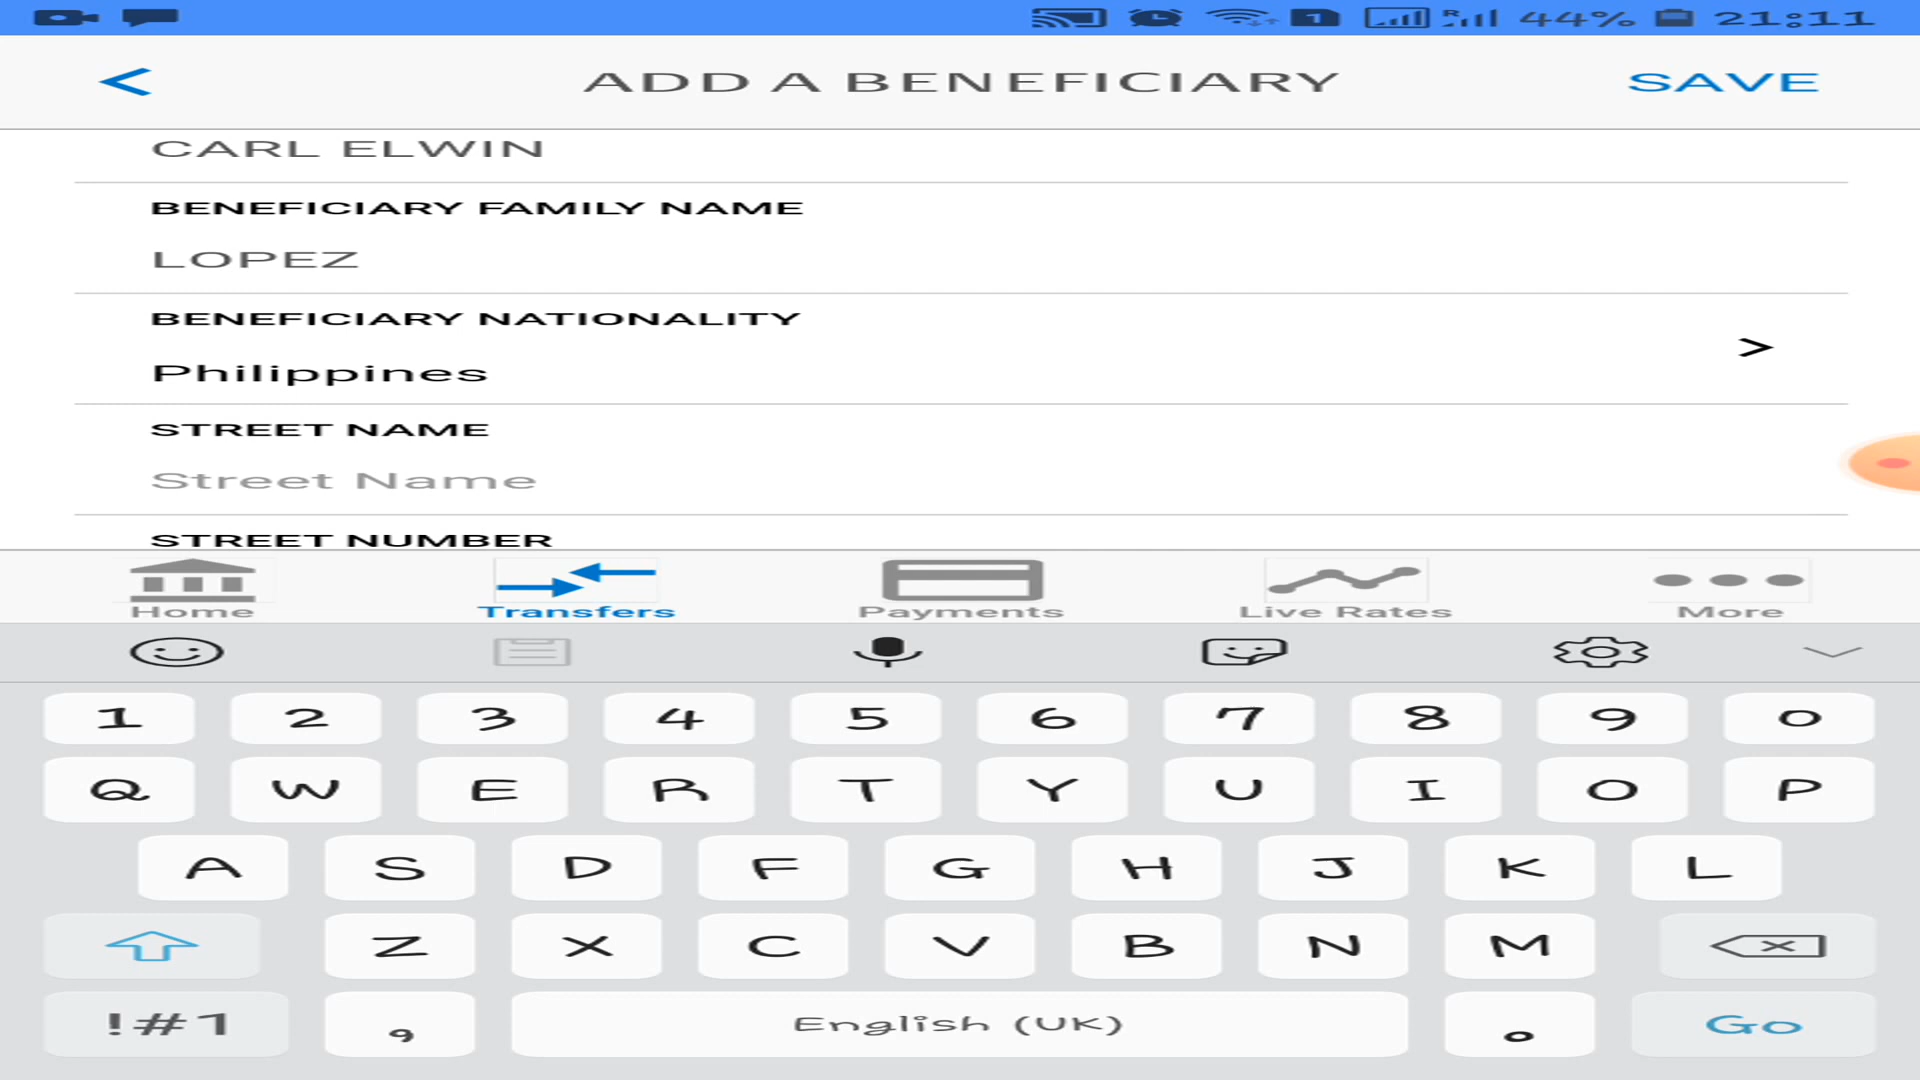 1 R 44% 21:11
< ADD A BENEFICIARY SAVE
CARL ELWIN
BENEFICIARY FAMILY NAME
LOPEZ
BENEFICIARY NATIONALITY
Philippines >
STREET NAME
Street Name
STREET NUMBER
Home Transfers Payments Live Rates More
1 2 3 4 5 6 7 8 9 0
Q W E R T Y U I O P
A S D F G H J K L
Z X C V B N M
!#1 , English (UK) . Go